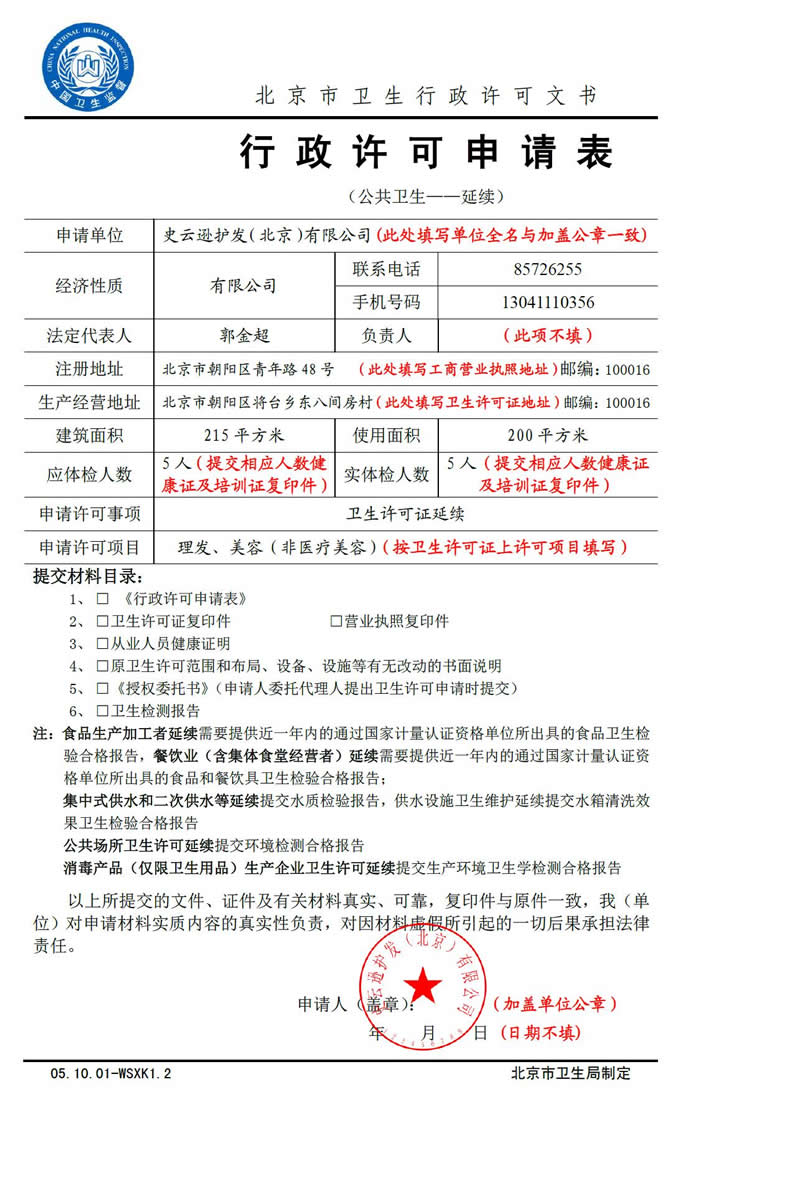 CHINA NATIONAL HEALTH INSPECTION
中国卫生监督
北京市卫生行政许可文书
行政许可申请表
（公共卫生——延续）
申请单位 史云逊护发(北京)有限公司(此处填写单位全名与加盖公章一致)
经济性质 有限公司 联系电话 85726255
手机号码 13041110356
法定代表人 郭金超 负责人 (此项不填)
注册地址 北京市朝阳区青年路48号 (此处填写工商营业执照地址)邮编：100016
生产经营地址 北京市朝阳区将台乡东八间房村(此处填写卫生许可证地址)邮编：100016
建筑面积 215平方米 使用面积 200平方米
应体检人数 5人(提交相应人数健康证及培训证复印件) 实体检人数 5人(提交相应人数健康证及培训证复印件)
申请许可事项 卫生许可证延续
申请许可项目 理发、美容(非医疗美容)(按卫生许可证上许可项目填写)
提交材料目录：
1、□ 《行政许可申请表》
2、□卫生许可证复印件 □营业执照复印件
3、□从业人员健康证明
4、□原卫生许可范围和布局、设备、设施等有无改动的书面说明
5、□《授权委托书》（申请人委托代理人提出卫生许可申请时提交）
6、□卫生检测报告
注：食品生产加工者延续需要提供近一年内的通过国家计量认证资格单位所出具的食品卫生检
验合格报告，餐饮业（含集体食堂经营者）延续需要提供近一年内的通过国家计量认证资
格单位所出具的食品和餐饮具卫生检验合格报告；
集中式供水和二次供水等延续提交水质检验报告，供水设施卫生维护延续提交水箱清洗效
果卫生检验合格报告
公共场所卫生许可延续提交环境检测合格报告
消毒产品（仅限卫生用品）生产企业卫生许可延续提交生产环境卫生学检测合格报告
以上所提交的文件、证件及有关材料真实、可靠，复印件与原件一致，我（单
位）对申请材料实质内容的真实性负责，对因材料虚假所引起的一切后果承担法律
责任。
史云逊护发（北京）有限公司
申请人（盖章）： (加盖单位公章)
年 月 日 (日期不填)
05.10.01-WSXK1.2 北京市卫生局制定